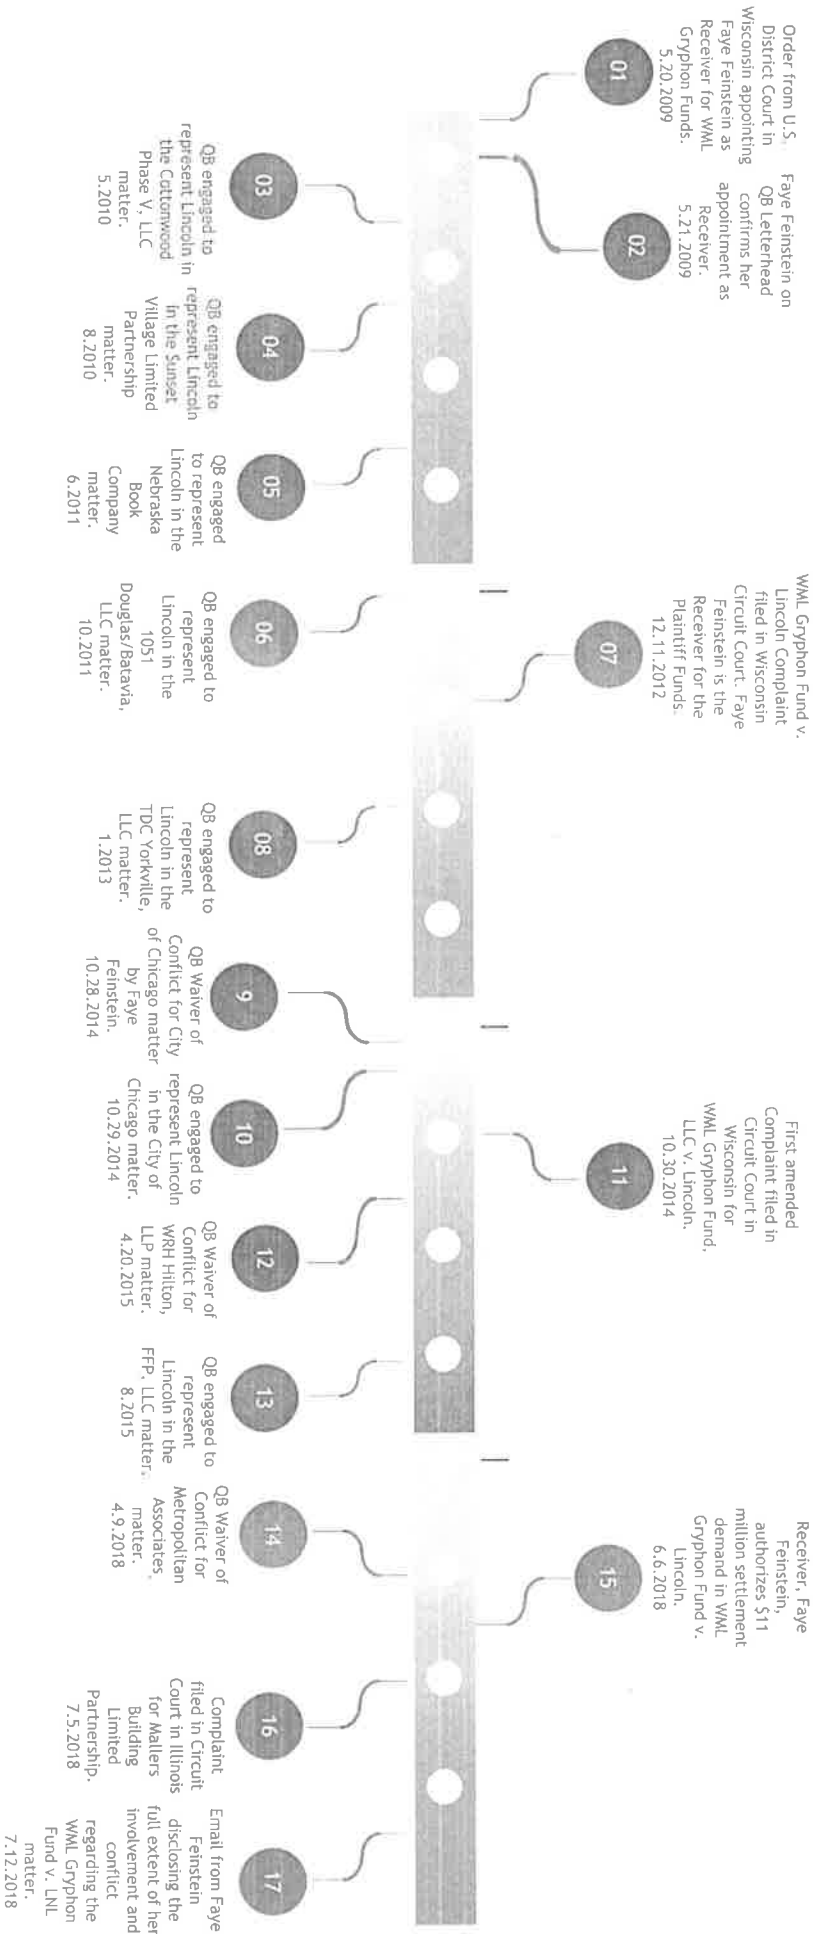 01
Order from U.S.
District Court in
Wisconsin appointing
Faye Feinstein as
Receiver for WML
Gryphon Funds.
5.20.2009
02
Faye Feinstein on
QB Letterhead
confirms her
appointment as
Receiver.
5.21.2009
03
QB engaged to
represent Lincoln in
the Cottonwood
Phase V, LLC
matter.
5.2010
04
QB engaged to
represent Lincoln
in the Sunset
Village Limited
Partnership
matter.
8.2010
05
QB engaged
to represent
Lincoln in the
Nebraska
Book
Company
matter.
6.2011
06
QB engaged to
represent
Lincoln in the
1051
Douglas/Batavia,
LLC matter.
10.2011
07
WML Gryphon Fund v.
Lincoln Complaint
filed in Wisconsin
Circuit Court. Faye
Feinstein is the
Receiver for the
Plaintiff Funds.
12.11.2012
08
QB engaged to
represent
Lincoln in the
TDC Yorkville,
LLC matter.
1.2013
9
QB Waiver of
Conflict for City
of Chicago matter
by Faye
Feinstein.
10.28.2014
10
QB engaged to
represent Lincoln
in the City of
Chicago matter.
10.29.2014
11
First amended
Complaint filed in
Circuit Court in
Wisconsin for
WML Gryphon Fund,
LLC v. Lincoln.
10.30.2014
12
QB Waiver of
Conflict for
WRH Hilton,
LLP matter.
4.20.2015
13
QB engaged to
represent
Lincoln in the
FFP, LLC matter.
8.2015
14
QB Waiver of
Conflict for
Metropolitan
Associates
matter.
4.9.2018
15
Receiver, Faye
Feinstein,
authorizes $11
million settlement
demand in WML
Gryphon Fund v.
Lincoln.
6.6.2018
16
Complaint
filed in Circuit
Court in Illinois
for Mallers
Building
Limited
Partnership.
7.5.2018
17
Email from Faye
Feinstein
disclosing the
full extent of her
involvement and
conflict
regarding the
WML Gryphon
Fund v. LNL
matter.
7.12.2018